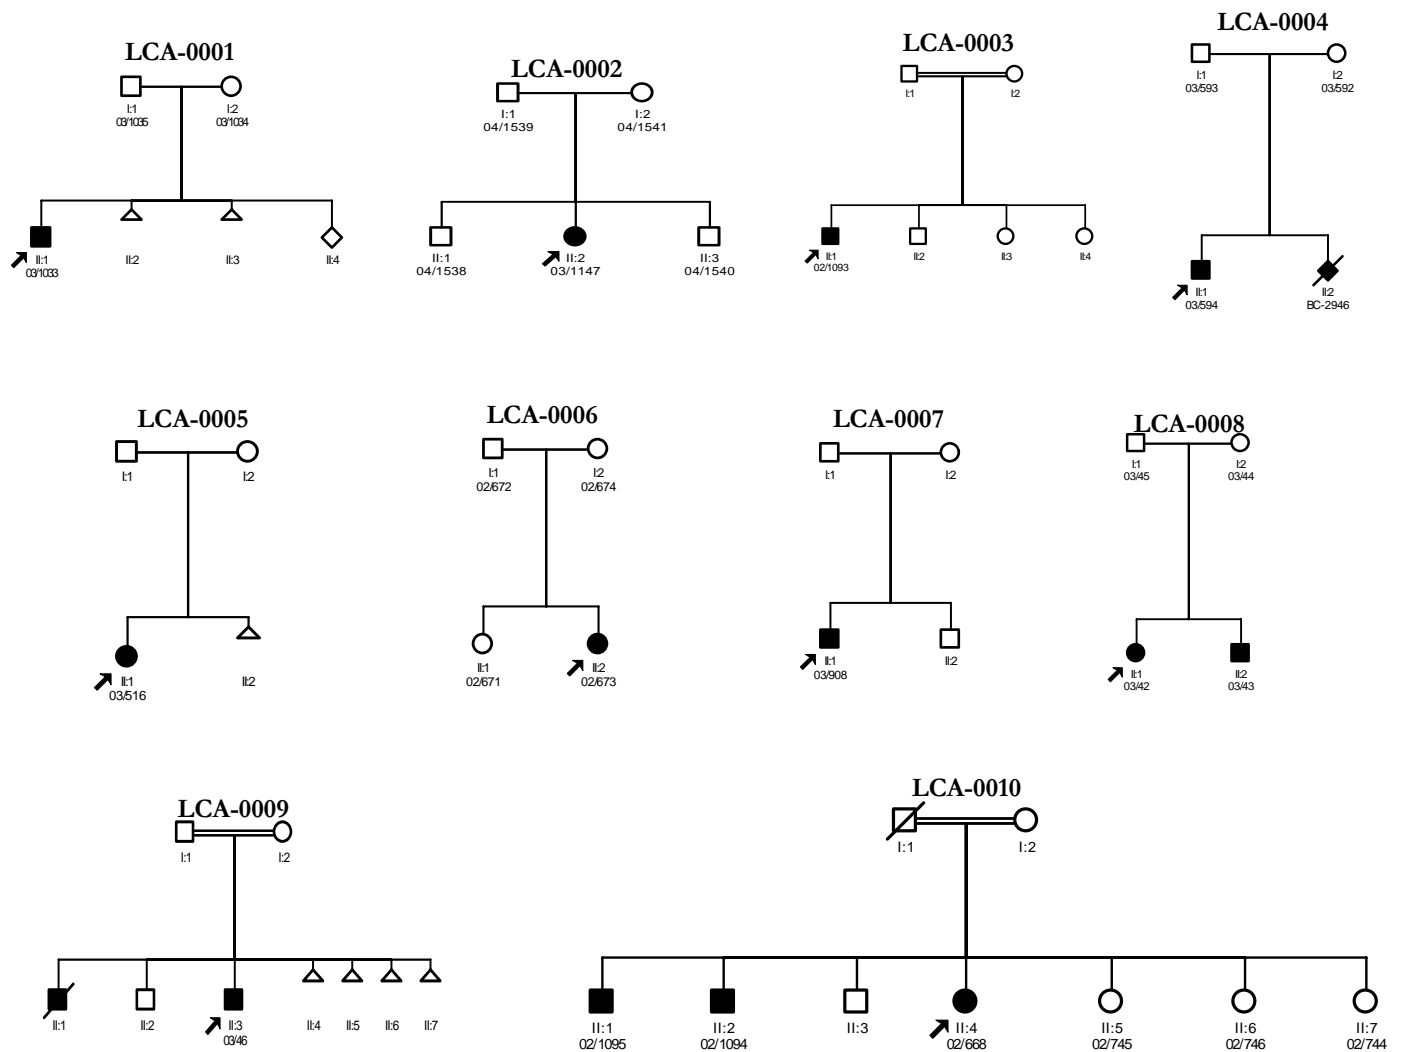 LCA-0001
I:1
03/1035
I:2
03/1034
II:1
03/1033
II:2
II:3
II:4
LCA-0002
I:1
04/1539
I:2
04/1541
II:1
04/1538
II:2
03/1147
II:3
04/1540
LCA-0003
I:1
I:2
II:1
02/1093
II:2
II:3
II:4
LCA-0004
I:1
03/593
I:2
03/592
II:1
03/594
II:2
BC-2946
LCA-0005
I:1
I:2
II:1
03/516
II:2
LCA-0006
I:1
02/672
I:2
02/674
II:1
02/671
II:2
02/673
LCA-0007
I:1
I:2
II:1
03/908
II:2
LCA-0008
I:1
03/45
I:2
03/44
II:1
03/42
II:2
03/43
LCA-0009
I:1
I:2
II:1
II:2
II:3
03/46
II:4
II:5
II:6
II:7
LCA-0010
I:1
I:2
II:1
02/1095
II:2
02/1094
II:3
II:4
02/668
II:5
02/745
II:6
02/746
II:7
02/744